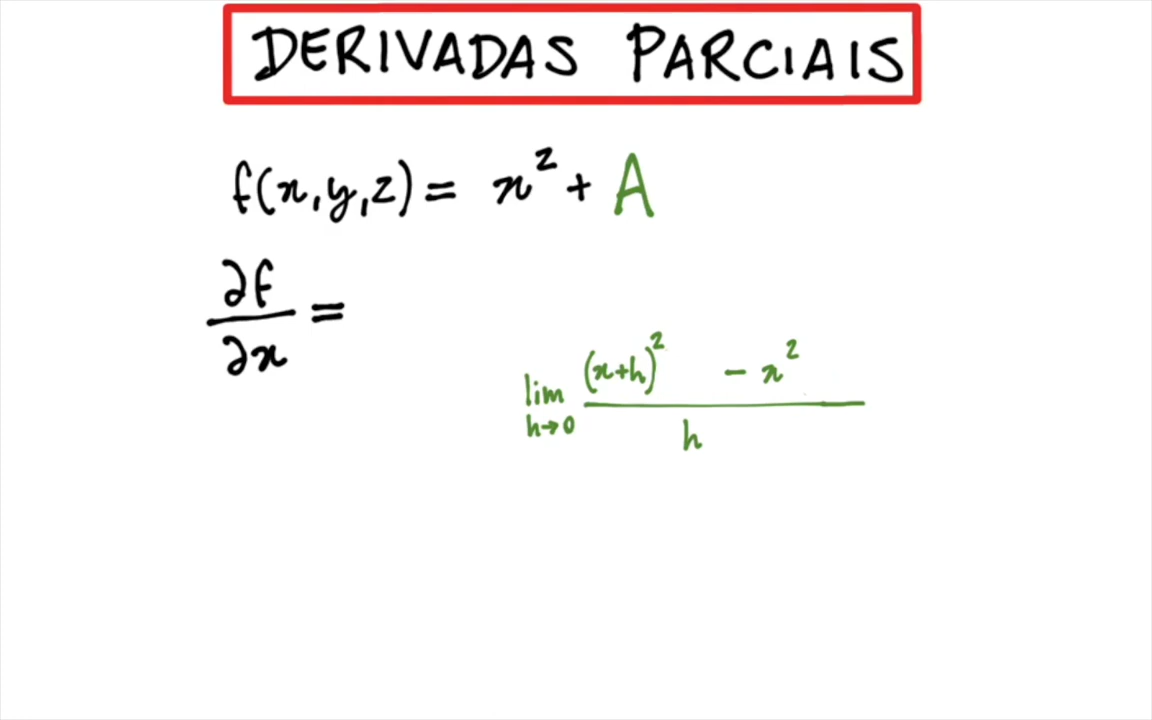 DERIVADAS PARCIAIS
f(x,y,z) = x² + A
∂f/∂x =
lim h→0 ((x+h)² - x²)/h